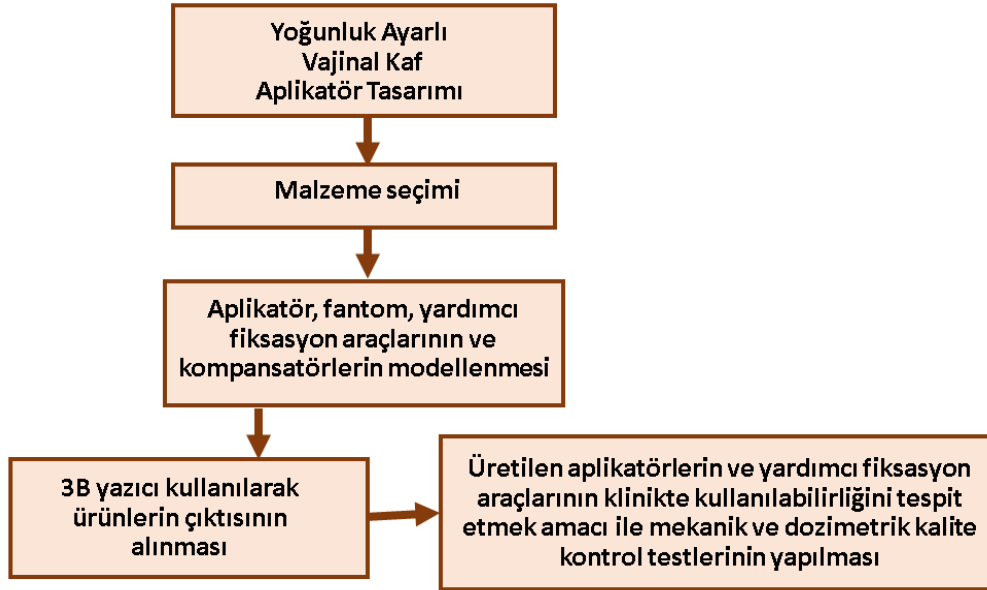 Yoğunluk Ayarlı
Vajinal Kaf
Aplikatör Tasarımı
Malzeme seçimi
Aplikatör, fantom, yardımcı
fiksasyon araçlarının ve
kompansatörlerin modellenmesi
3B yazıcı kullanılarak
ürünlerin çıktısının
alınması
Üretilen aplikatörlerin ve yardımcı fiksasyon
araçlarının klinikte kullanılabilirliğini tespit
etmek amacı ile mekanik ve dozimetrik kalite
kontrol testlerinin yapılması